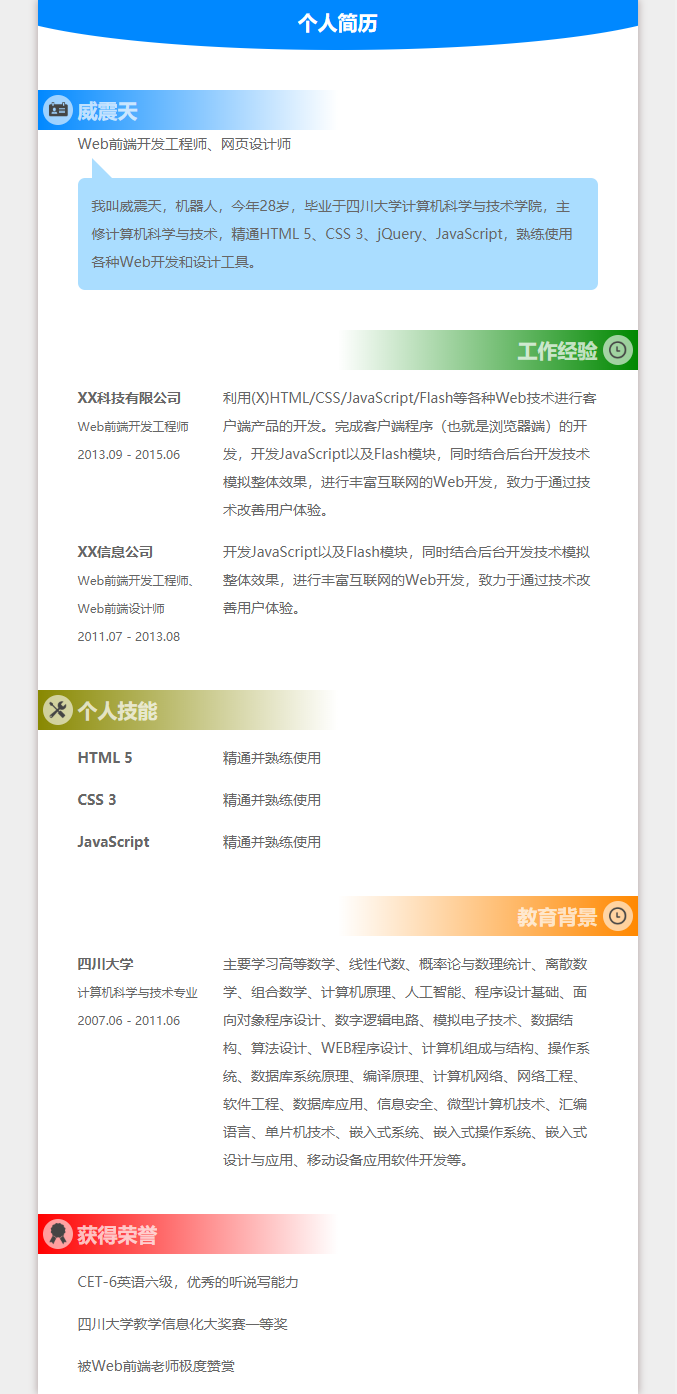 个人简历
威震天
Web前端开发工程师、网页设计师
我叫威震天，机器人，今年28岁，毕业于四川大学计算机科学与技术学院，主
修计算机科学与技术，精通HTML 5、CSS 3、jQuery、JavaScript，熟练使用
各种Web开发和设计工具。
工作经验
XX科技有限公司
Web前端开发工程师
2013.09 - 2015.06
利用(X)HTML/CSS/JavaScript/Flash等各种Web技术进行客
户端产品的开发。完成客户端程序（也就是浏览器端）的开
发，开发JavaScript以及Flash模块，同时结合后台开发技术
模拟整体效果，进行丰富互联网的Web开发，致力于通过技
术改善用户体验。
XX信息公司
Web前端开发工程师、
Web前端设计师
2011.07 - 2013.08
开发JavaScript以及Flash模块，同时结合后台开发技术模拟
整体效果，进行丰富互联网的Web开发，致力于通过技术改
善用户体验。
个人技能
HTML 5
精通并熟练使用
CSS 3
精通并熟练使用
JavaScript
精通并熟练使用
教育背景
四川大学
计算机科学与技术专业
2007.06 - 2011.06
主要学习高等数学、线性代数、概率论与数理统计、离散数
学、组合数学、计算机原理、人工智能、程序设计基础、面
向对象程序设计、数字逻辑电路、模拟电子技术、数据结
构、算法设计、WEB程序设计、计算机组成与结构、操作系
统、数据库系统原理、编译原理、计算机网络、网络工程、
软件工程、数据库应用、信息安全、微型计算机技术、汇编
语言、单片机技术、嵌入式系统、嵌入式操作系统、嵌入式
设计与应用、移动设备应用软件开发等。
获得荣誉
CET-6英语六级，优秀的听说写能力
四川大学教学信息化大奖赛一等奖
被Web前端老师极度赞赏